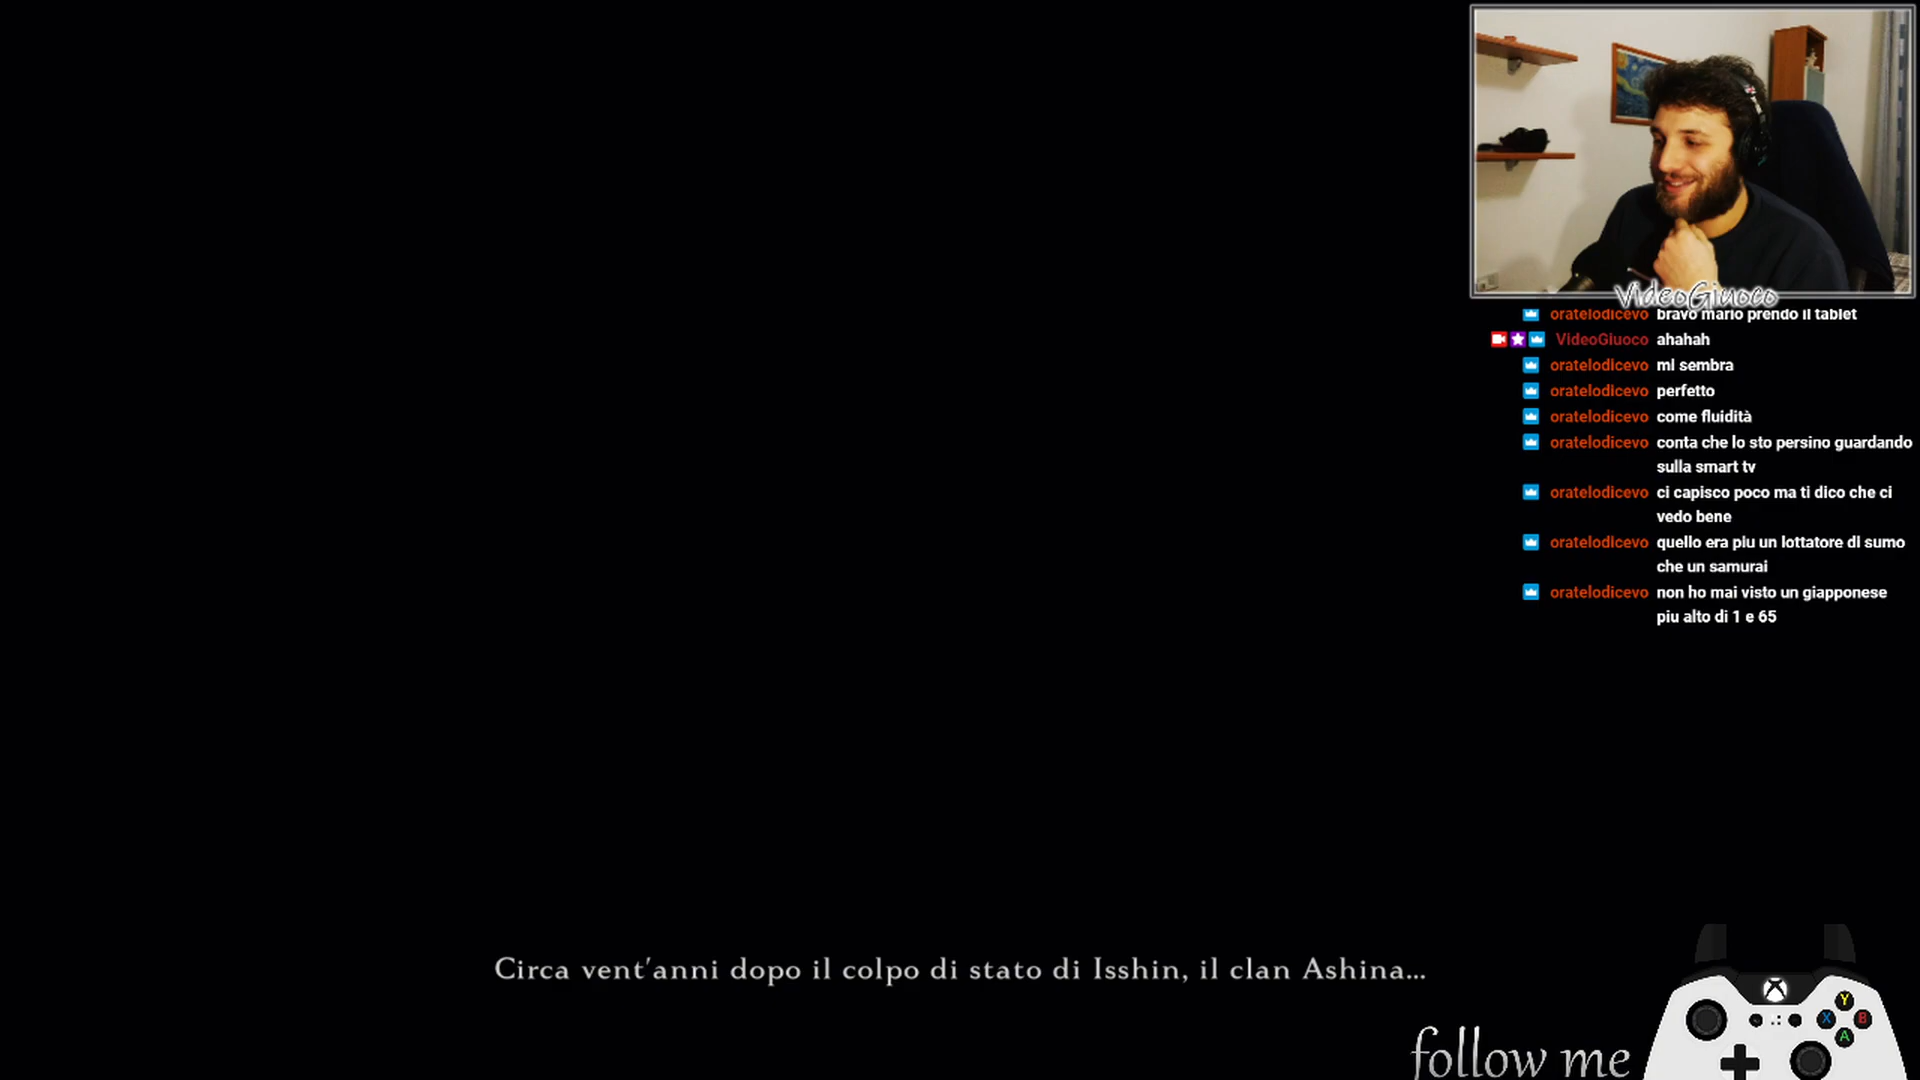 VideoGiuoco
oratelodicevo bravo mario prendo il tablet
VideoGiuoco ahahah
oratelodicevo mi sembra
oratelodicevo perfetto
oratelodicevo come fluidità
oratelodicevo conta che lo sto persino guardando
sulla smart tv
oratelodicevo ci capisco poco ma ti dico che ci
vedo bene
oratelodicevo quello era piu un lottatore di sumo
che un samurai
oratelodicevo non ho mai visto un giapponese
piu alto di 1 e 65
Circa vent'anni dopo il colpo di stato di Isshin, il clan Ashina...
Y
X B
A
follow me